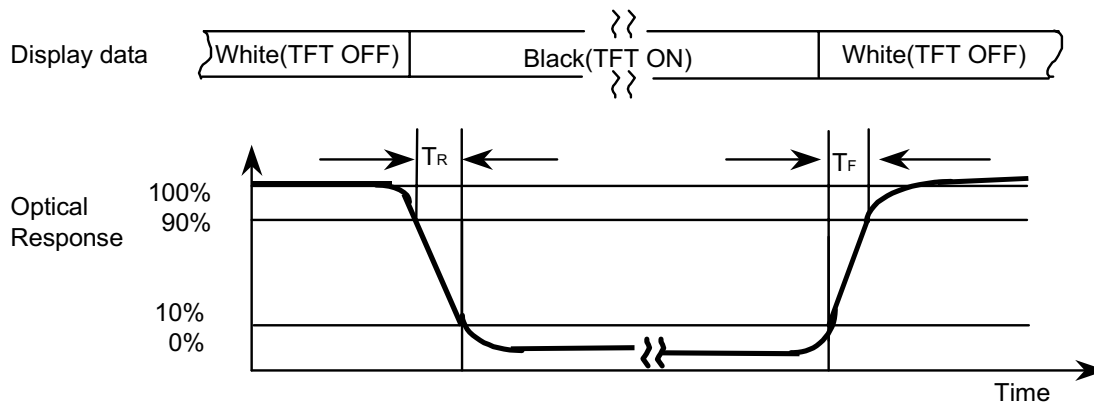 Display data
White(TFT OFF)
Black(TFT ON)
White(TFT OFF)
TR
TF
Optical
Response
100%
90%
10%
0%
Time